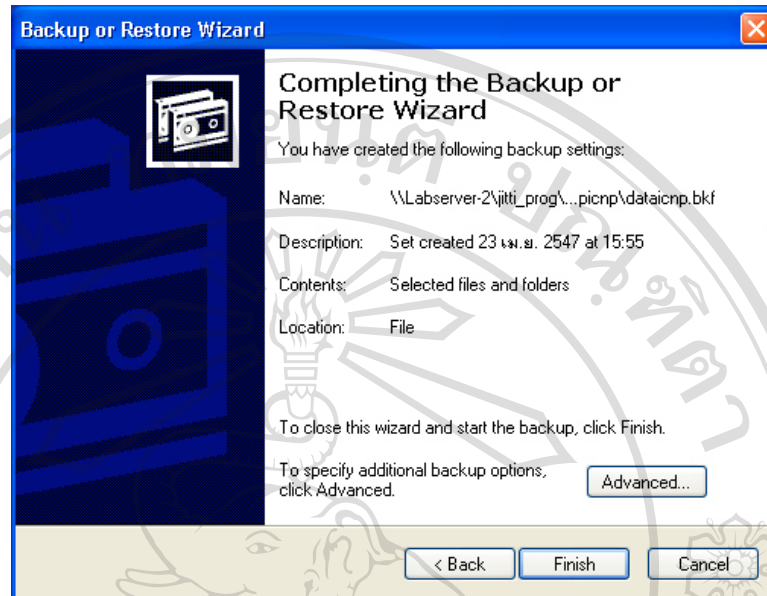 Backup or Restore Wizard
Completing the Backup or
Restore Wizard
You have created the following backup settings:
Name: \\Labserver-2\jitti_prog\...picnp\dataicnp.bkf
Description: Set created 23 เม.ย. 2547 at 15:55
Contents: Selected files and folders
Location: File
To close this wizard and start the backup, click Finish.
To specify additional backup options,
click Advanced.
Advanced...
< Back Finish Cancel